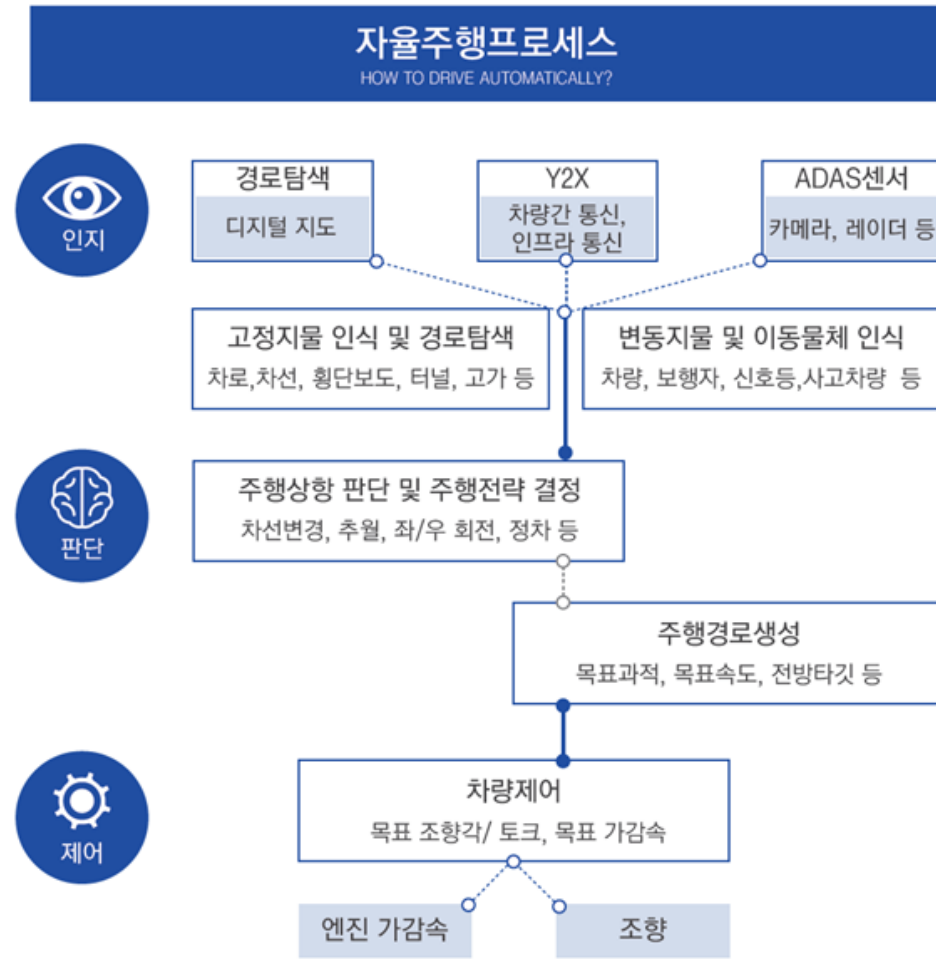 자율주행프로세스
HOW TO DRIVE AUTOMATICALLY?
인지
경로탐색
디지털 지도
Y2X
차량간 통신,
인프라 통신
ADAS센서
카메라, 레이더 등
고정지물 인식 및 경로탐색
차로,차선, 횡단보도, 터널, 고가 등
변동지물 및 이동물체 인식
차량, 보행자, 신호등,사고차량 등
판단
주행상항 판단 및 주행전략 결정
차선변경, 추월, 좌/우 회전, 정차 등
주행경로생성
목표과적, 목표속도, 전방타깃 등
제어
차량제어
목표 조향각/ 토크, 목표 가감속
엔진 가감속
조향